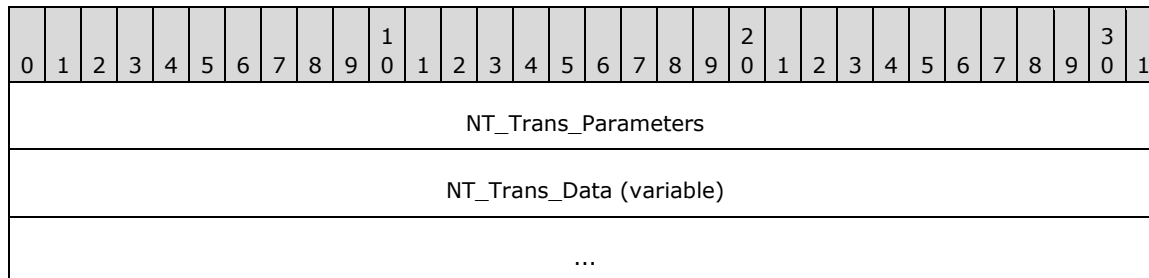 1 2 3
0 1 2 3 4 5 6 7 8 9 0 1 2 3 4 5 6 7 8 9 0 1 2 3 4 5 6 7 8 9 0 1
NT_Trans_Parameters
NT_Trans_Data (variable)
...